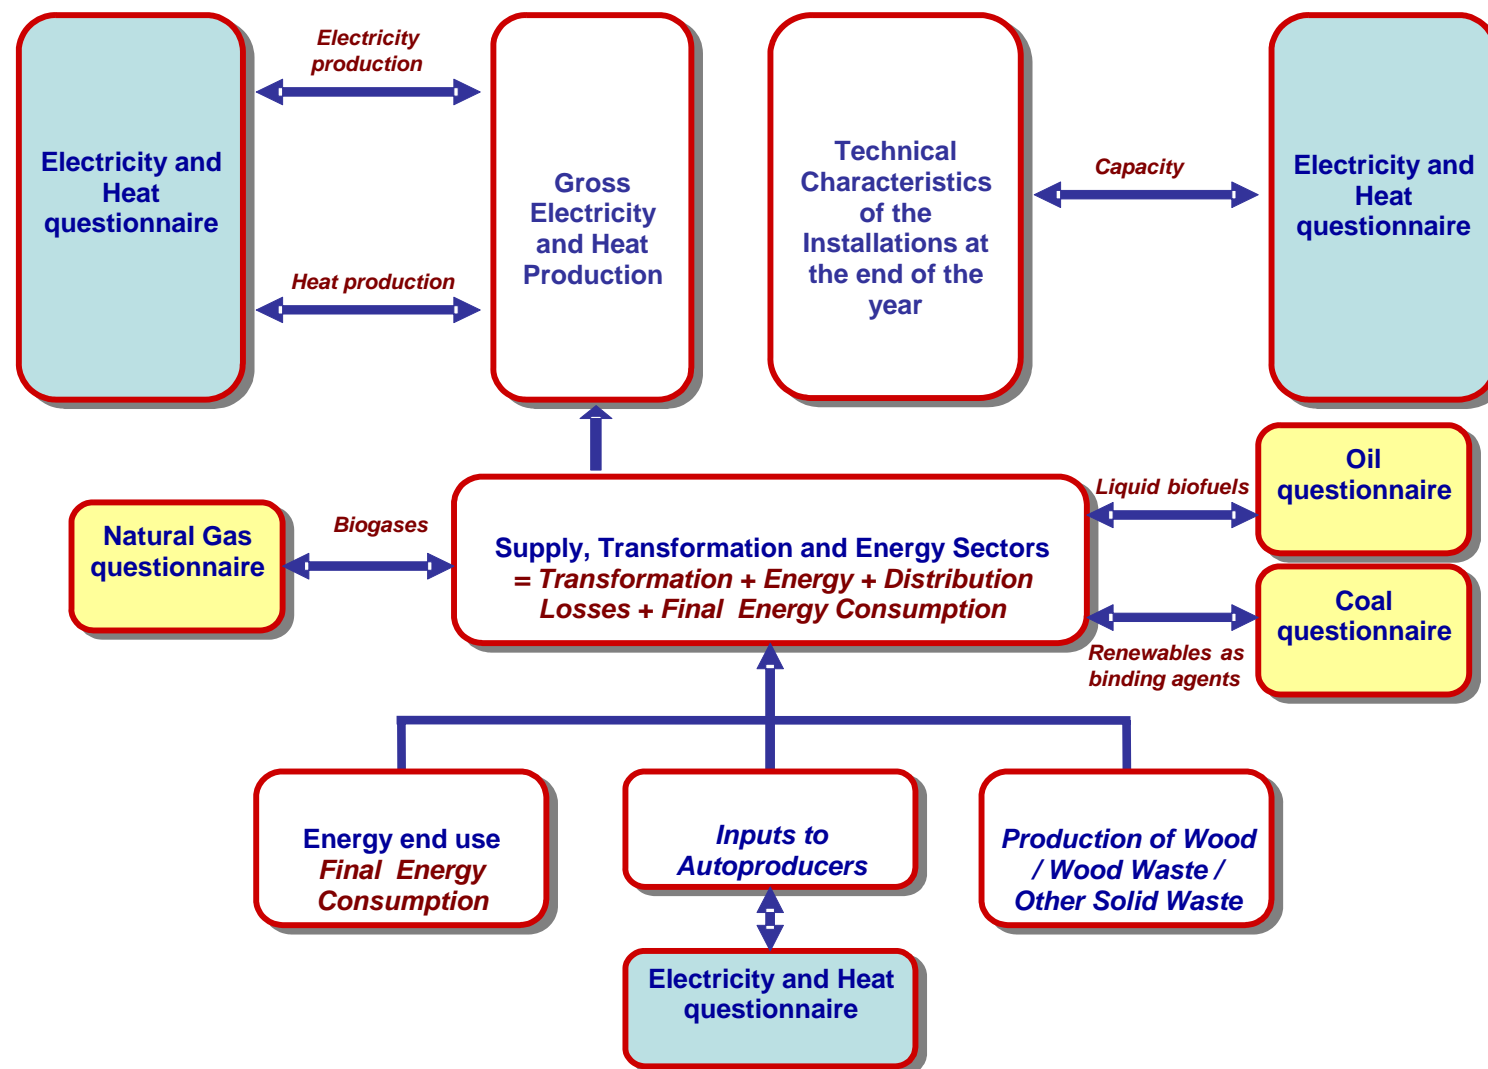 Electricity and
Heat
questionnaire
Electricity
production
Heat production
Gross
Electricity
and Heat
Production
Technical
Characteristics
of the
Installations at
the end of the
year
Capacity
Electricity and
Heat
questionnaire
Natural Gas
questionnaire
Biogases
Supply, Transformation and Energy Sectors
= Transformation + Energy + Distribution
Losses + Final Energy Consumption
Liquid biofuels
Oil
questionnaire
Renewables as
binding agents
Coal
questionnaire
Energy end use
Final Energy
Consumption
Inputs to
Autoproducers
Production of Wood
/ Wood Waste /
Other Solid Waste
Electricity and Heat
questionnaire